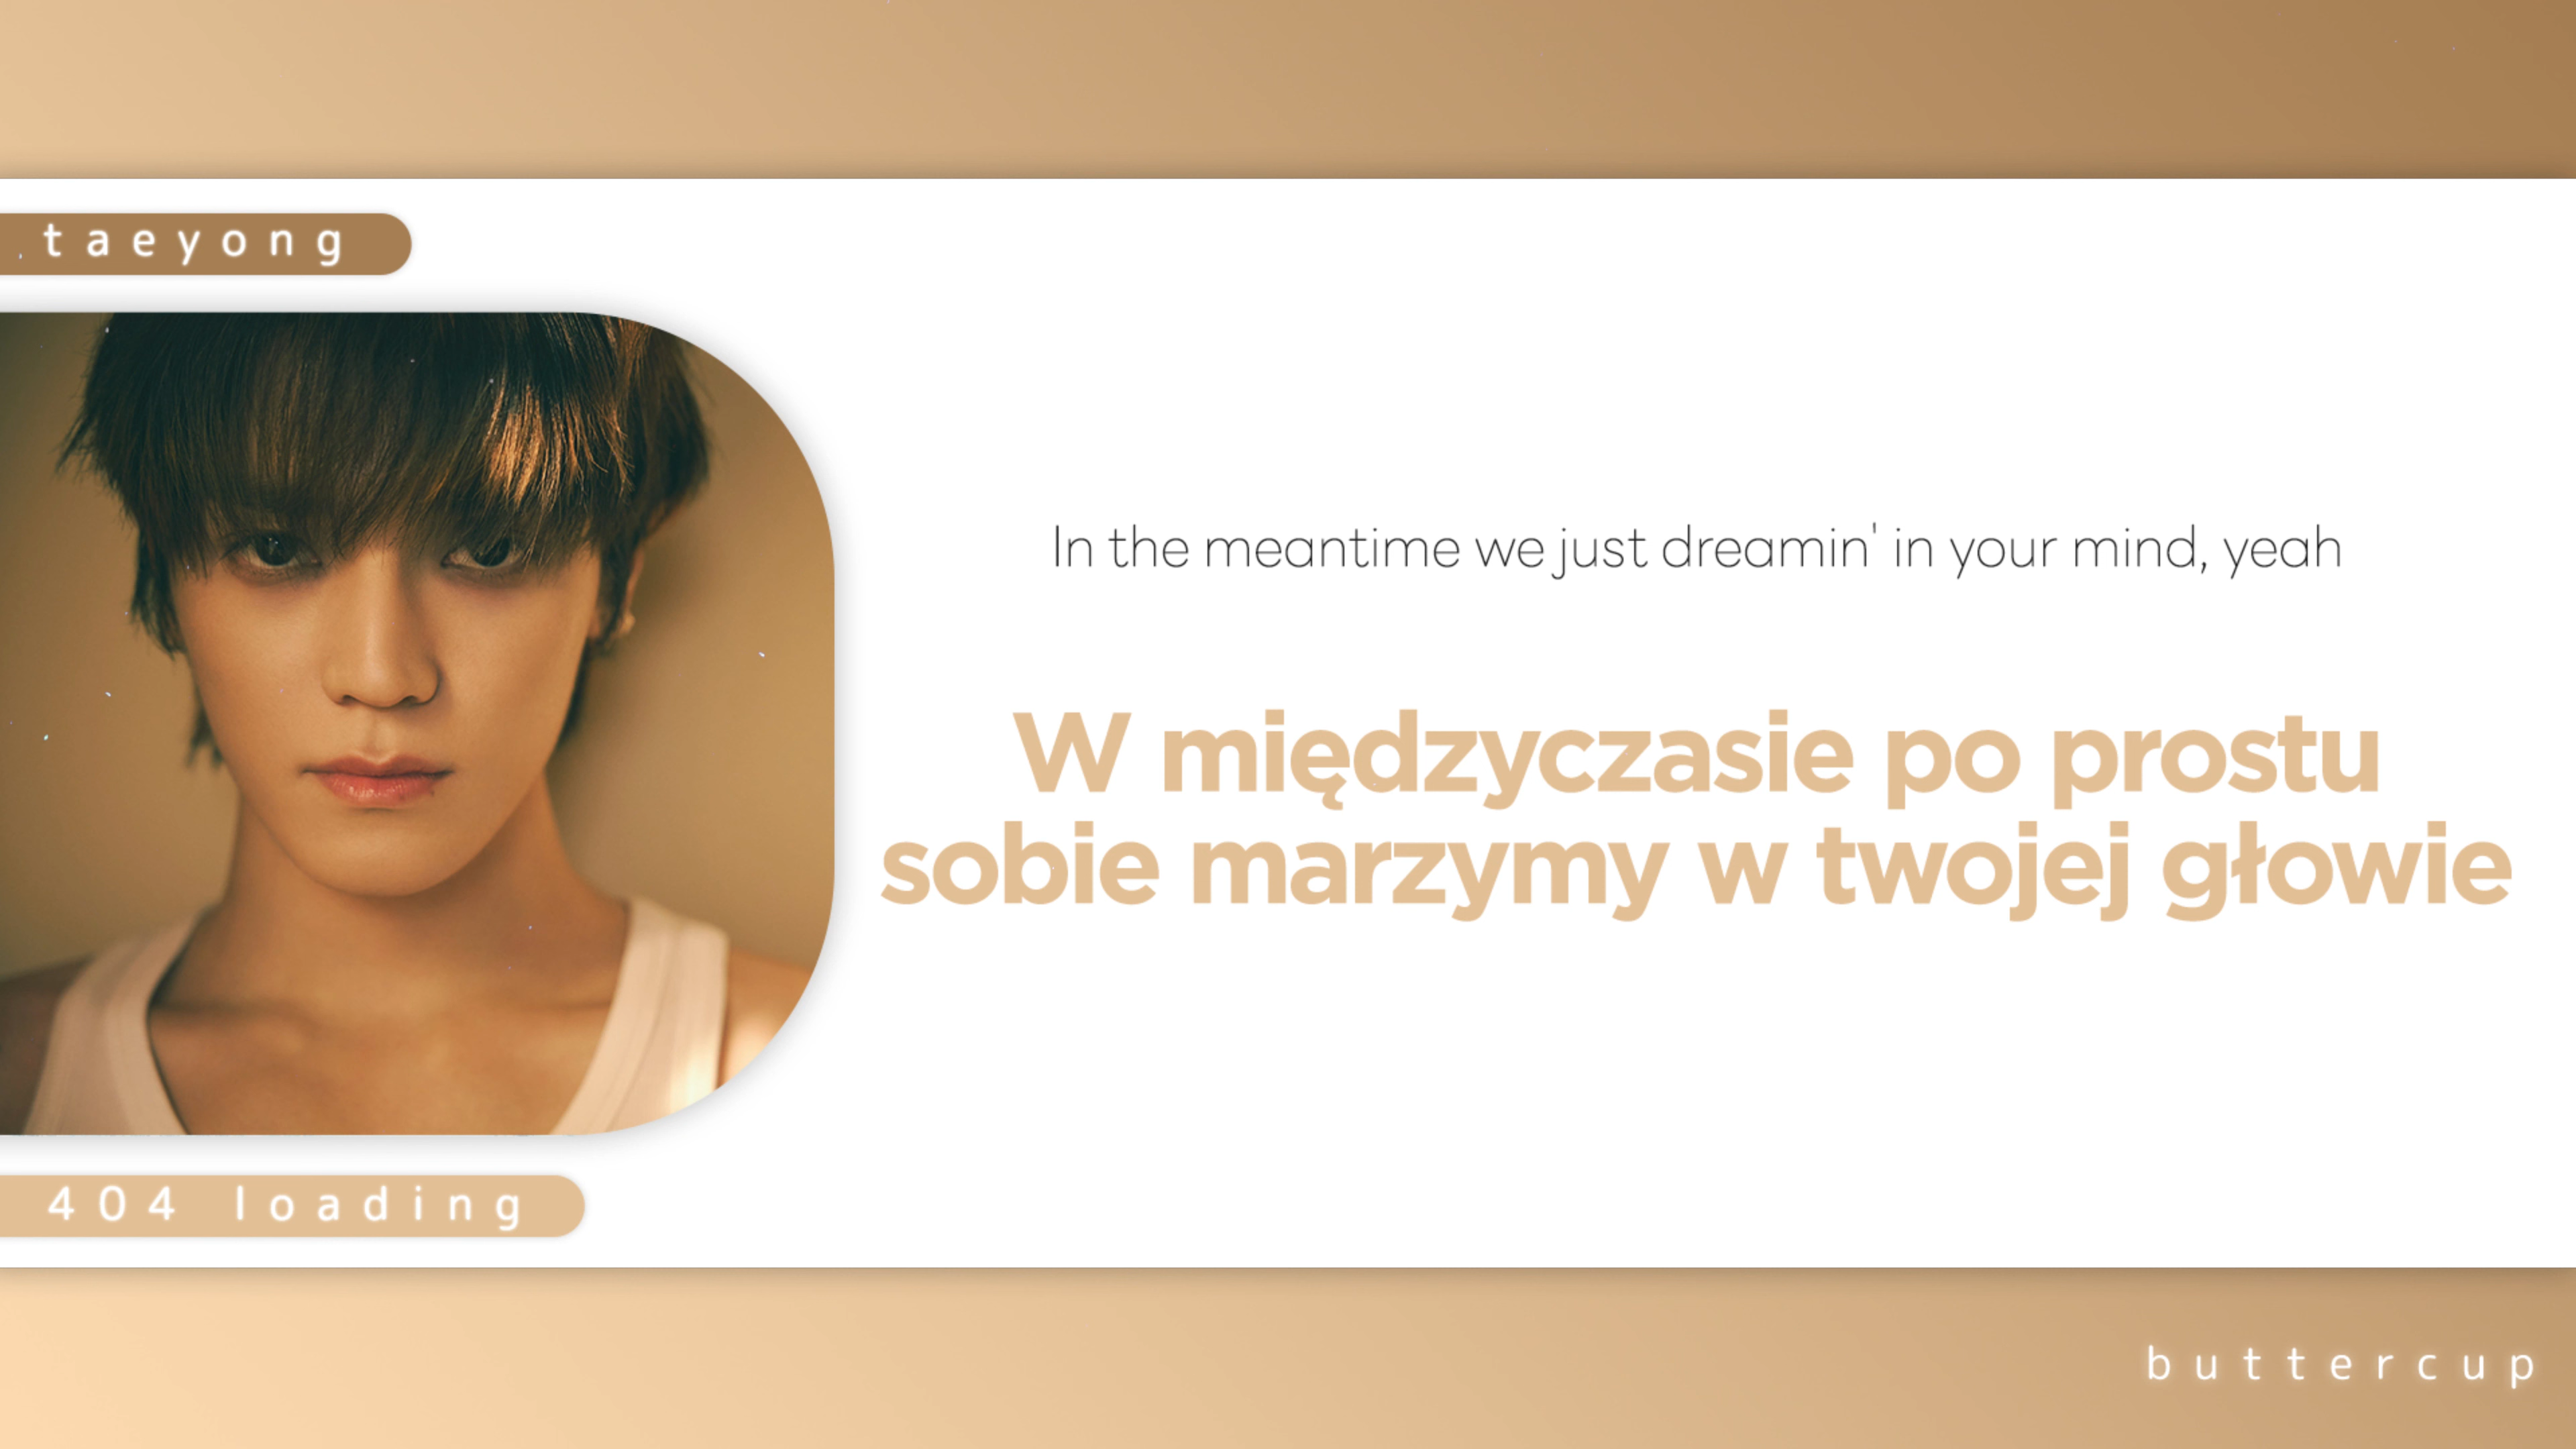 taeyong
In the meantime we just dreamin' in your mind, yeah
W międzyczasie po prostu
sobie marzymy w twojej głowie
404 loading
buttercup